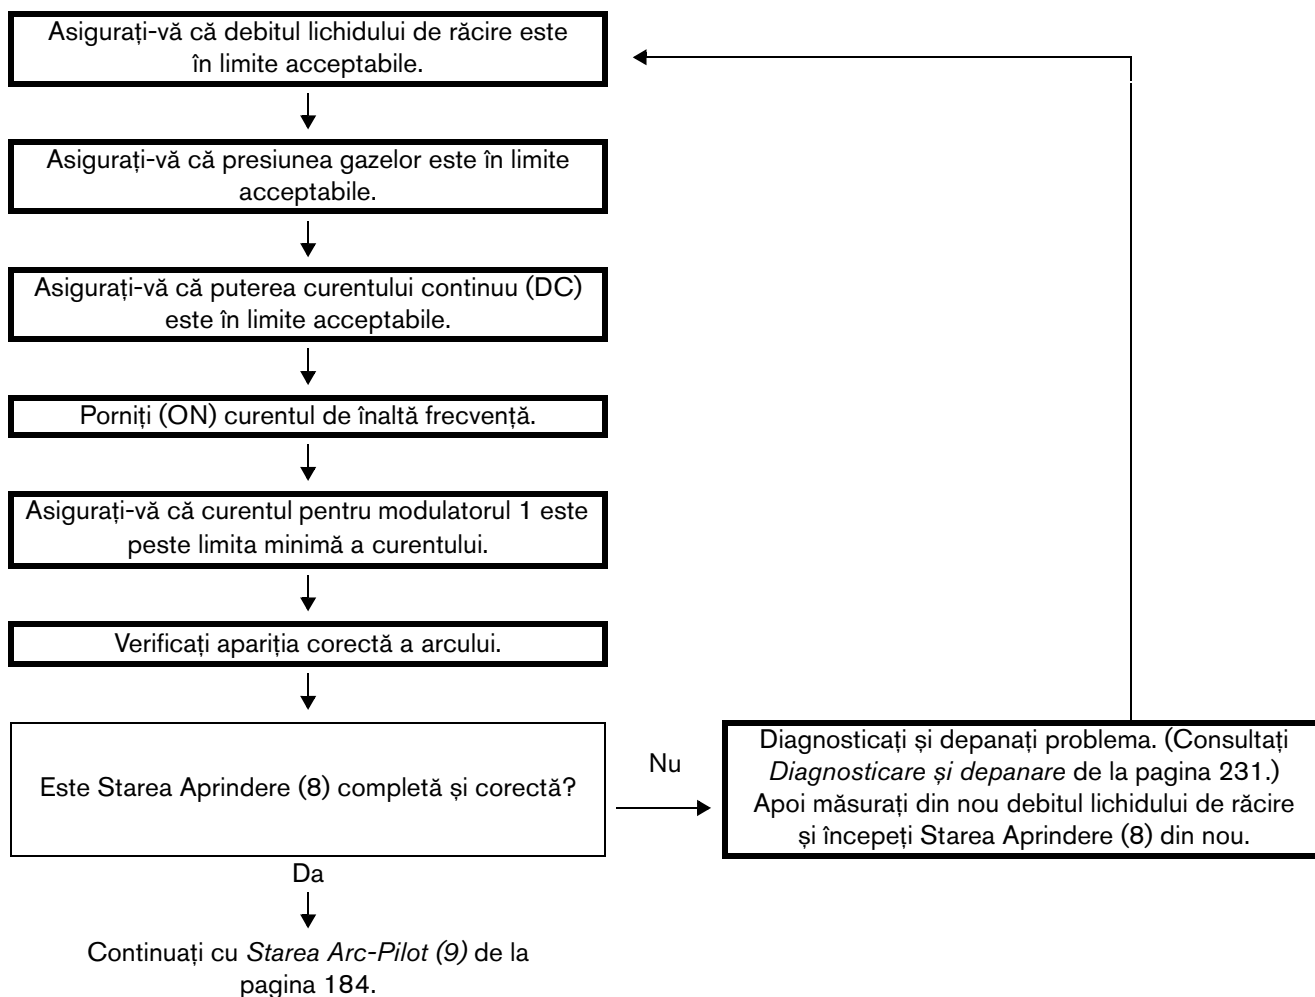 Asigurați-vă că debitul lichidului de răcire este
în limite acceptabile.
Asigurați-vă că presiunea gazelor este în limite
acceptabile.
Asigurați-vă că puterea curentului continuu (DC)
este în limite acceptabile.
Porniți (ON) curentul de înaltă frecvență.
Asigurați-vă că curentul pentru modulatorul 1 este
peste limita minimă a curentului.
Verificați apariția corectă a arcului.
Este Starea Aprindere (8) completă și corectă?
Nu
Diagnosticați și depanați problema. (Consultați
Diagnosticare și depanare de la pagina 231.)
Apoi măsurați din nou debitul lichidului de răcire
și începeți Starea Aprindere (8) din nou.
Da
Continuați cu Starea Arc-Pilot (9) de la
pagina 184.